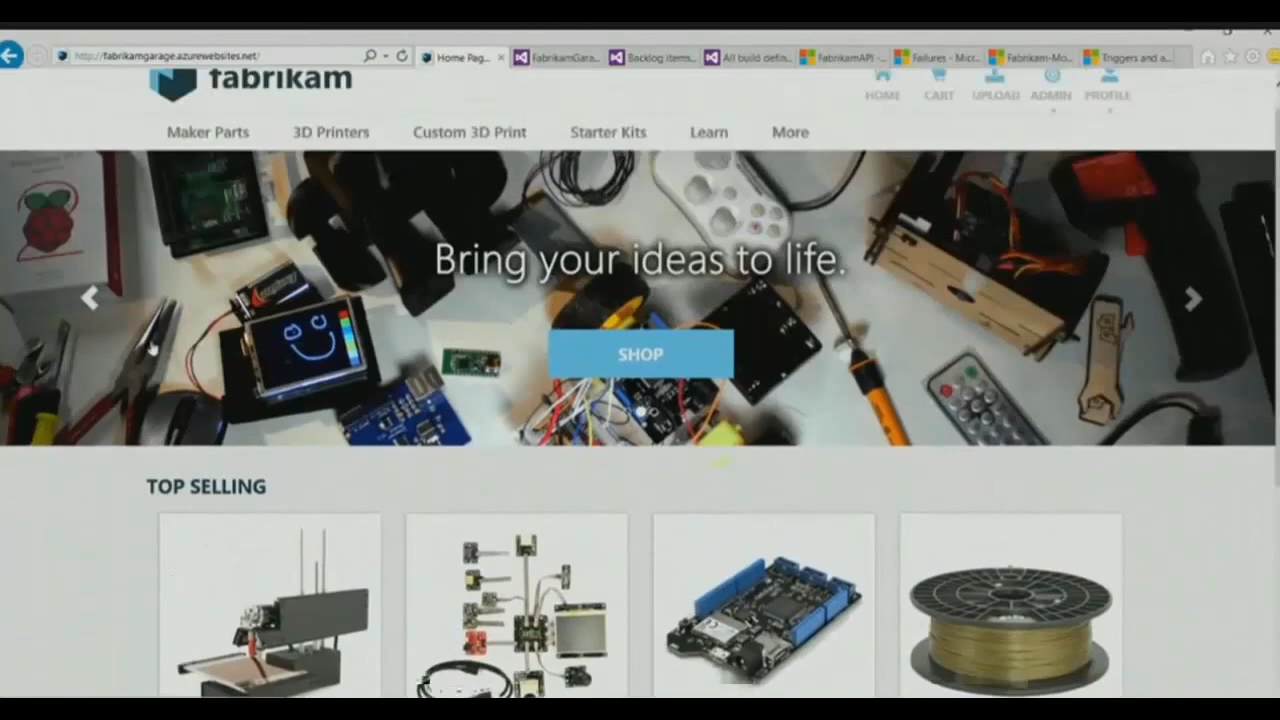 http://fabrikamgarage.azurewebsites.net/
Home Pag...
FabrikamGara...
Backlog items...
All build defin...
FabrikamAPI -...
Failures - Micr...
Fabrikam-Mo...
Triggers and a...
fabrikam
HOME
CART
UPLOAD
ADMIN
PROFILE
Maker Parts
3D Printers
Custom 3D Print
Starter Kits
Learn
More
Bring your ideas to life.
SHOP
TOP SELLING